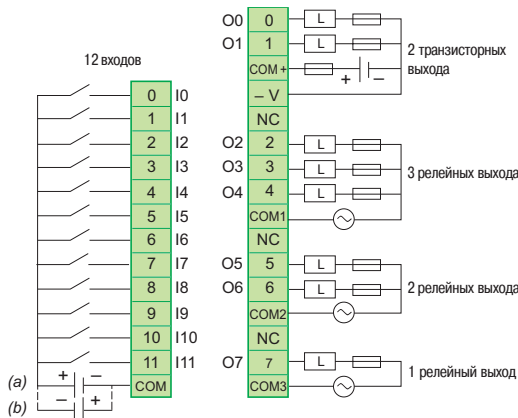 12 входов
0 I0
1 I1
2 I2
3 I3
4 I4
5 I5
6 I6
7 I7
8 I8
9 I9
10 I10
11 I11
COM
(a) + −
(b) − +
O0 0 L
O1 1 L
COM + + −
– V
2 транзисторных
выхода
NC
O2 2 L
O3 3 L
O4 4 L
COM1
3 релейных выхода
NC
O5 5 L
O6 6 L
COM2
2 релейных выхода
NC
O7 7 L
COM3
1 релейный выход